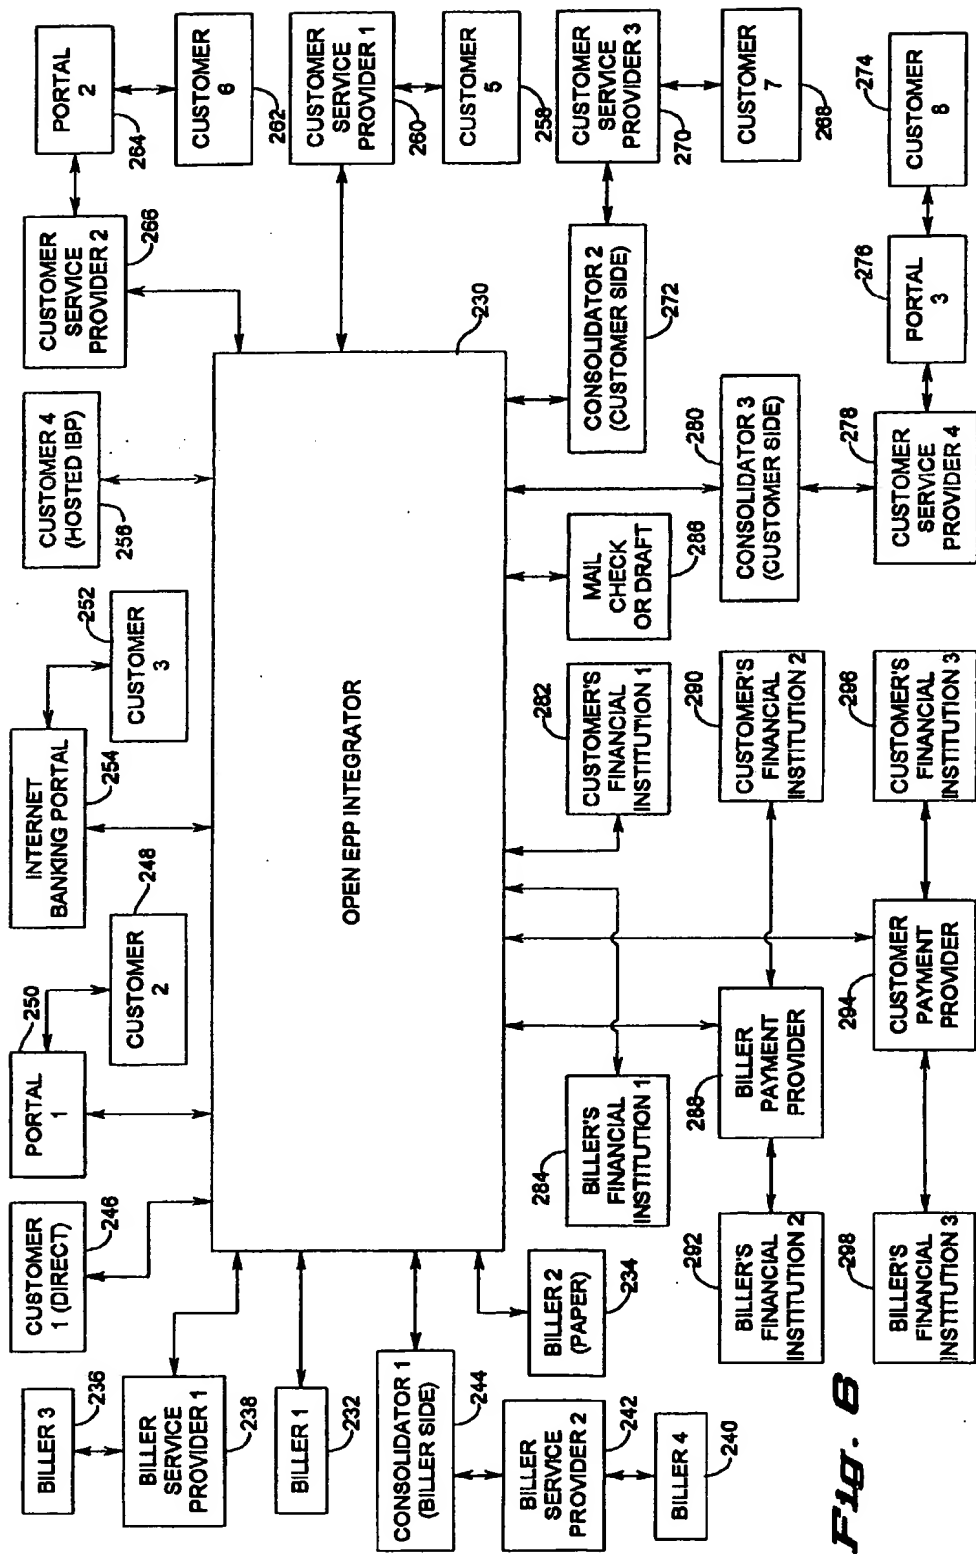 BILLER 3
236
BILLER
SERVICE
PROVIDER 1
238
BILLER 1
232
CONSOLIDATOR 1
(BILLER SIDE)
244
BILLER
SERVICE
PROVIDER 2
242
BILLER 4
240
CUSTOMER
1 (DIRECT)
246
PORTAL
1
250
CUSTOMER
2
248
INTERNET
BANKING PORTAL
254
CUSTOMER
3
252
CUSTOMER 4
(HOSTED IBP)
256
CUSTOMER
SERVICE
PROVIDER 2
266
PORTAL
2
264
CUSTOMER
6
262
CUSTOMER
SERVICE
PROVIDER 1
260
CUSTOMER
5
258
OPEN EPP INTEGRATOR
230
BILLER 2
(PAPER)
234
BILLER'S
FINANCIAL
INSTITUTION 1
284
CUSTOMER'S
FINANCIAL
INSTITUTION 1
282
MAIL
CHECK
OR DRAFT
286
CONSOLIDATOR 2
(CUSTOMER SIDE)
272
CUSTOMER
SERVICE
PROVIDER 3
270
CUSTOMER
7
268
BILLER'S
FINANCIAL
INSTITUTION 2
292
BILLER
PAYMENT
PROVIDER
288
CUSTOMER'S
FINANCIAL
INSTITUTION 2
290
CONSOLIDATOR 3
(CUSTOMER SIDE)
280
BILLER'S
FINANCIAL
INSTITUTION 3
298
CUSTOMER
PAYMENT
PROVIDER
294
CUSTOMER'S
FINANCIAL
INSTITUTION 3
296
CUSTOMER
SERVICE
PROVIDER 4
278
PORTAL
3
276
CUSTOMER
8
274
Fig. 6